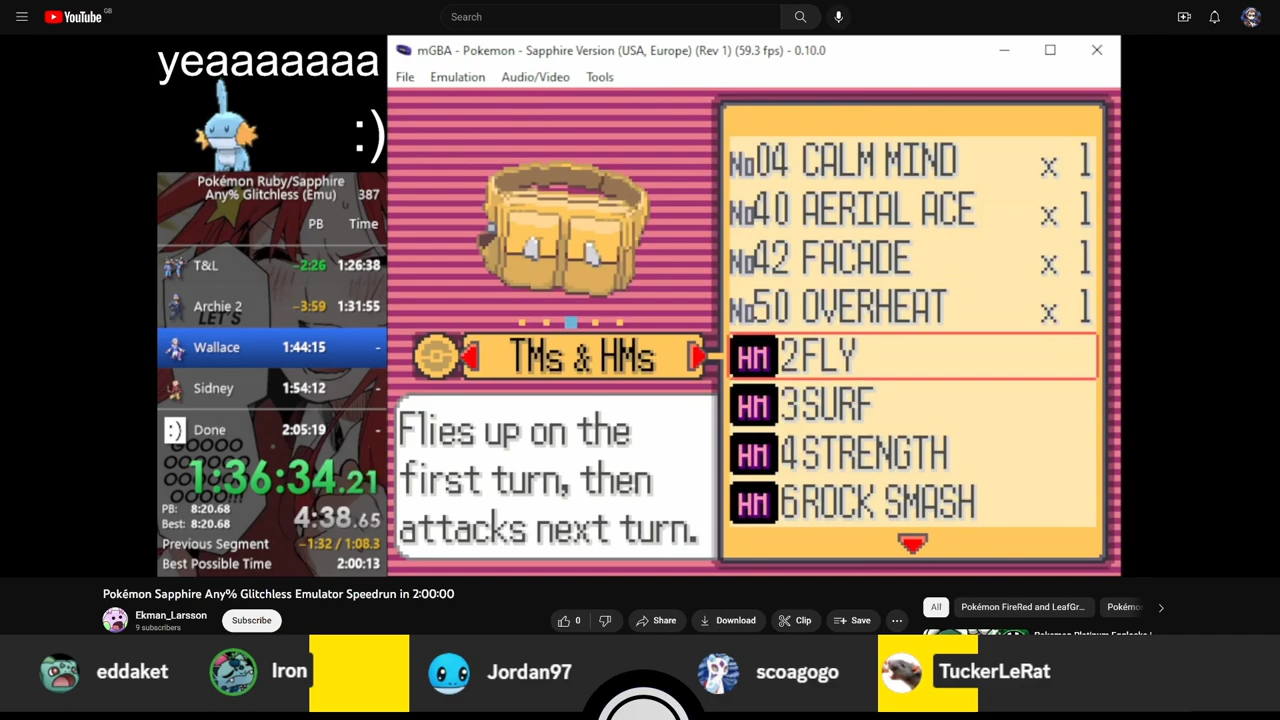 YouTube GB
Search
yeaaaaaaa
:)
mGBA - Pokemon - Sapphire Version (USA, Europe) (Rev 1) (59.3 fps) - 0.10.0
File Emulation Audio/Video Tools
Pokémon Ruby/Sapphire
Any% Glitchless (Emu) 387
PB Time
T&L -2:26 1:26:38
Archie 2 -3:59 1:31:55
LET'S
Wallace 1:44:15 -
Sidney 1:54:12 -
:) Done 2:05:19 -
GOOOO
1:36:34.21
PB: 8:20.68
Best: 8:20.68
4:38.65
Previous Segment -1:32 / 1:08.3
Best Possible Time 2:00:13
No04 CALM MIND x 1
No40 AERIAL ACE x 1
No42 FACADE x 1
No50 OVERHEAT x 1
HM 2 FLY
HM 3 SURF
HM 4 STRENGTH
HM 6 ROCK SMASH
TMs & HMs
Flies up on the
first turn, then
attacks next turn.
Pokémon Sapphire Any% Glitchless Emulator Speedrun in 2:00:00
Ekman_Larsson
9 subscribers
Subscribe
0
Share
Download
Clip
Save
All
Pokémon FireRed and LeafGr...
Pokémo
eddaket
Iron
Jordan97
scoagogo
TuckerLeRat